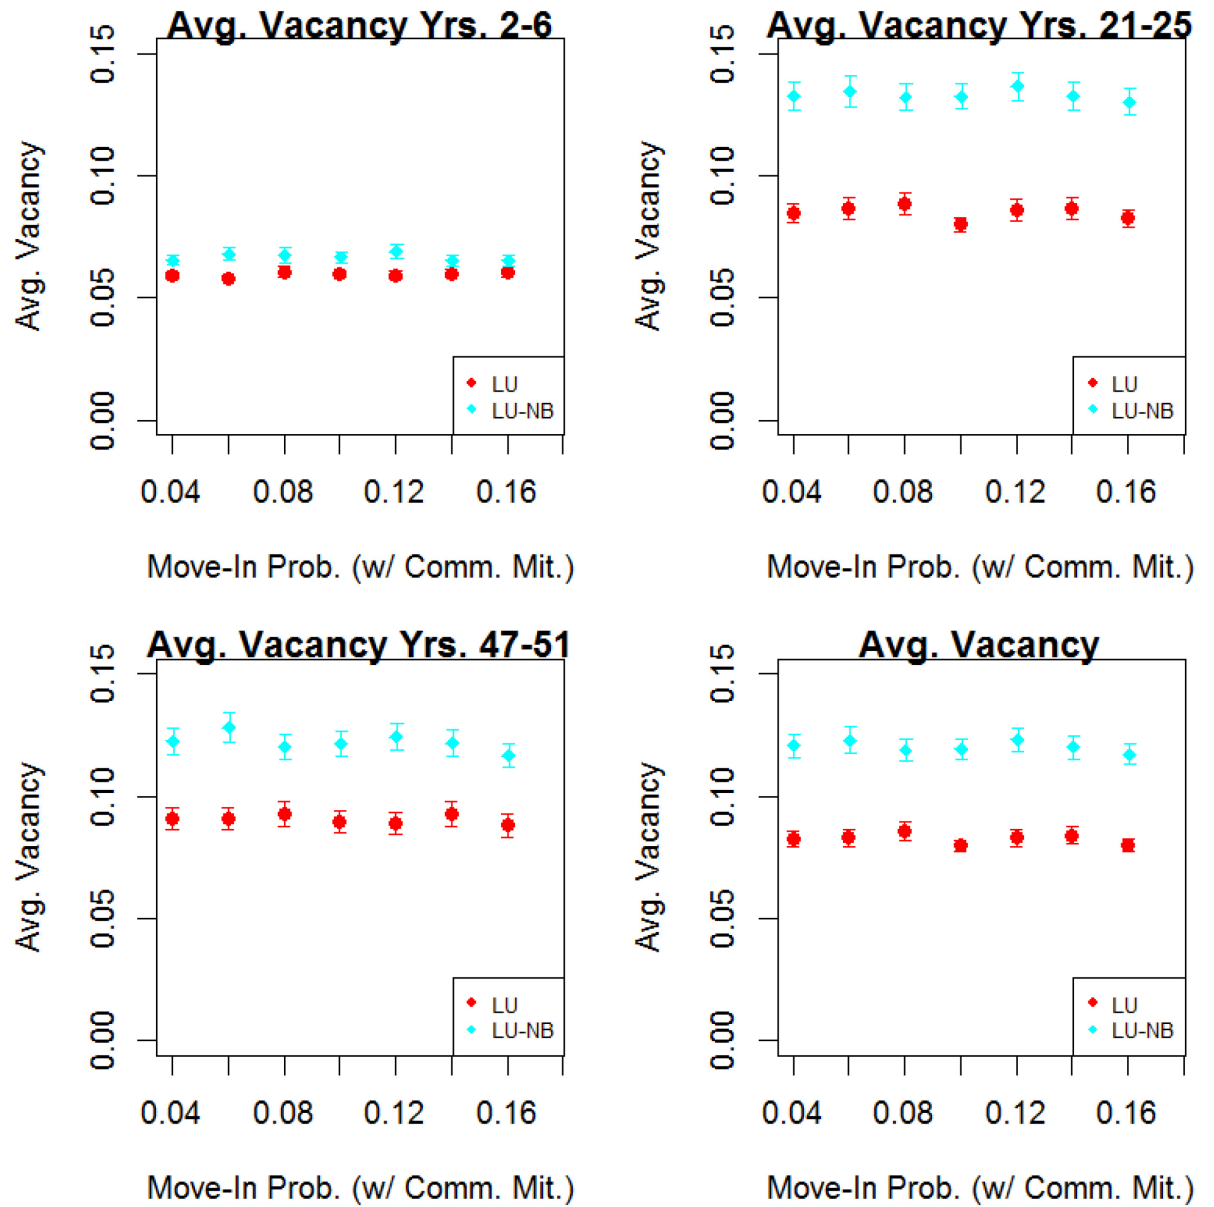 Avg. Vacancy Yrs. 2-6
Avg. Vacancy
0.15
0.10
0.05
0.00
LU
LU-NB
0.04 0.08 0.12 0.16
Move-In Prob. (w/ Comm. Mit.)
Avg. Vacancy Yrs. 21-25
Avg. Vacancy
0.15
0.10
0.05
0.00
LU
LU-NB
0.04 0.08 0.12 0.16
Move-In Prob. (w/ Comm. Mit.)
Avg. Vacancy Yrs. 47-51
Avg. Vacancy
0.15
0.10
0.05
0.00
LU
LU-NB
0.04 0.08 0.12 0.16
Move-In Prob. (w/ Comm. Mit.)
Avg. Vacancy
Avg. Vacancy
0.15
0.10
0.05
0.00
LU
LU-NB
0.04 0.08 0.12 0.16
Move-In Prob. (w/ Comm. Mit.)